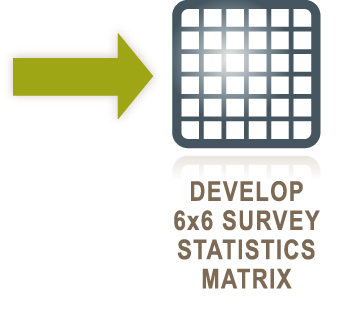 DEVELOP
6x6 SURVEY
STATISTICS
MATRIX